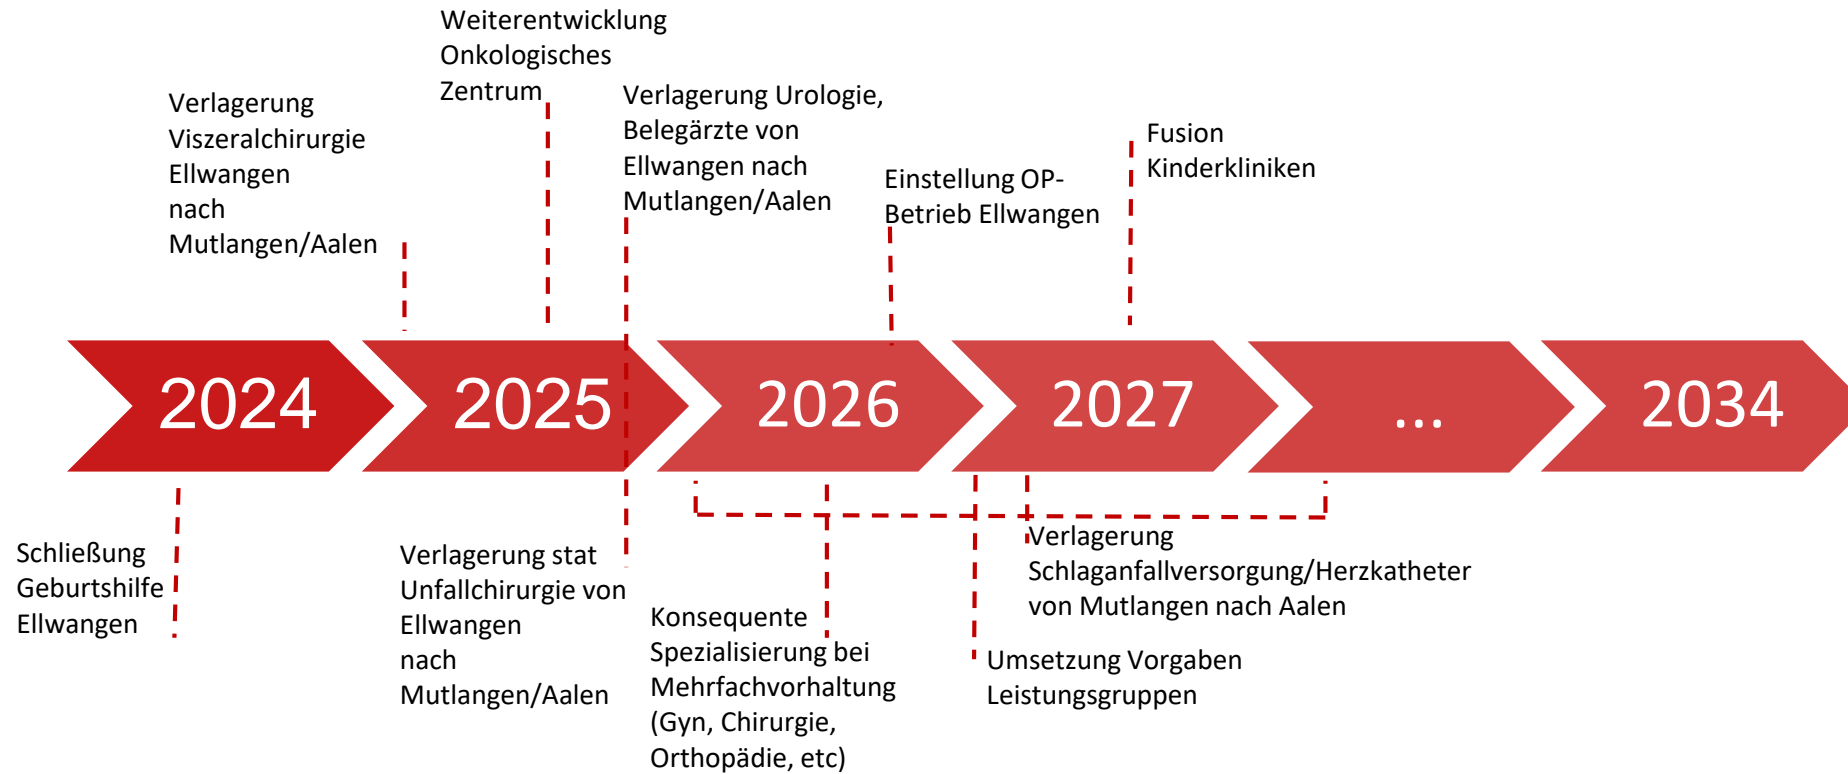 Weiterentwicklung
Onkologisches
Zentrum
Verlagerung
Viszeralchirurgie
Ellwangen
nach
Mutlangen/Aalen
Verlagerung Urologie,
Belegärzte von
Ellwangen nach
Mutlangen/Aalen
Einstellung OP-
Betrieb Ellwangen
Fusion
Kinderkliniken
2024
2025
2026
2027
...
2034
Schließung
Geburtshilfe
Ellwangen
Verlagerung stat
Unfallchirurgie von
Ellwangen
nach
Mutlangen/Aalen
Konsequente
Spezialisierung bei
Mehrfachvorhaltung
(Gyn, Chirurgie,
Orthopädie, etc)
Verlagerung
Schlaganfallversorgung/Herzkatheter
von Mutlangen nach Aalen
Umsetzung Vorgaben
Leistungsgruppen